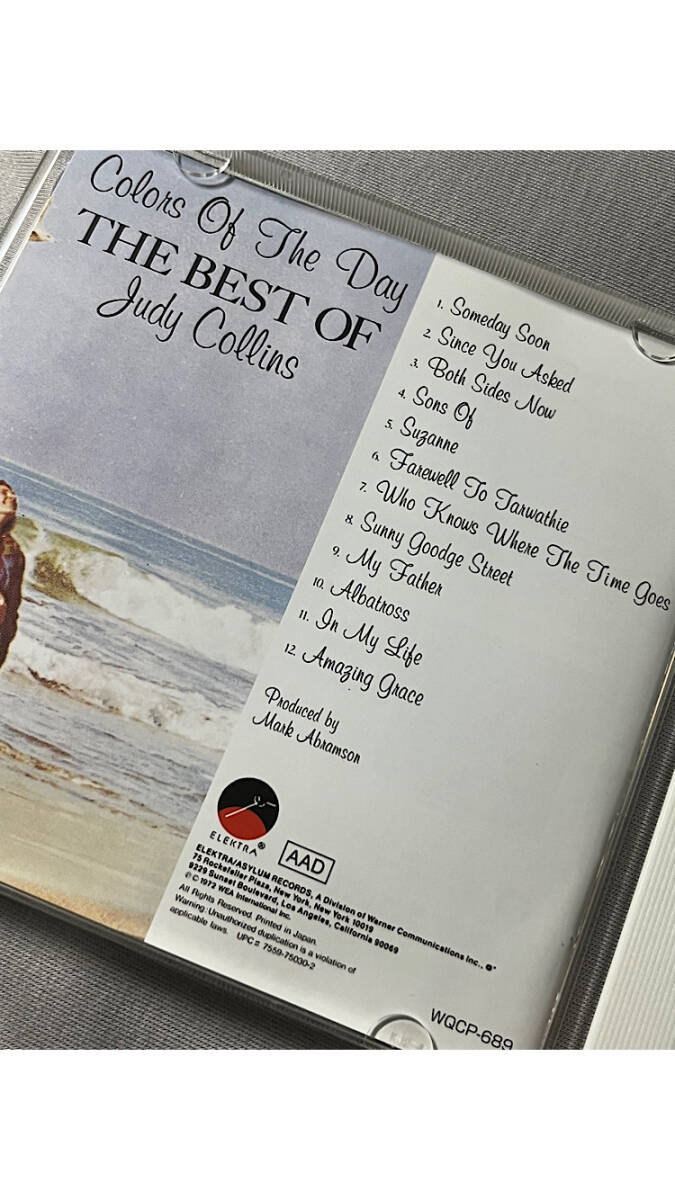 Colors Of The Day
THE BEST OF
Judy Collins
1. Someday Soon
2. Since You Asked
3. Both Sides Now
4. Sons Of
5. Suzanne
6. Farewell To Tarwathie
7. Who Knows Where The Time Goes
8. Sunny Goodge Street
9. My Father
10. Albatross
11. In My Life
12. Amazing Grace
Produced by
Mark Abramson
ELEKTRA®
AAD
ELEKTRA/ASYLUM RECORDS, A Division of Warner Communications Inc.,
75 Rockefeller Plaza, New York, New York 10019
9229 Sunset Boulevard, Los Angeles, California 90069
℗© 1972 WEA International Inc.
All Rights Reserved. Printed in Japan.
Warning: Unauthorized duplication is a violation of
applicable laws. UPC# 7559-75030-2
WQCP-689